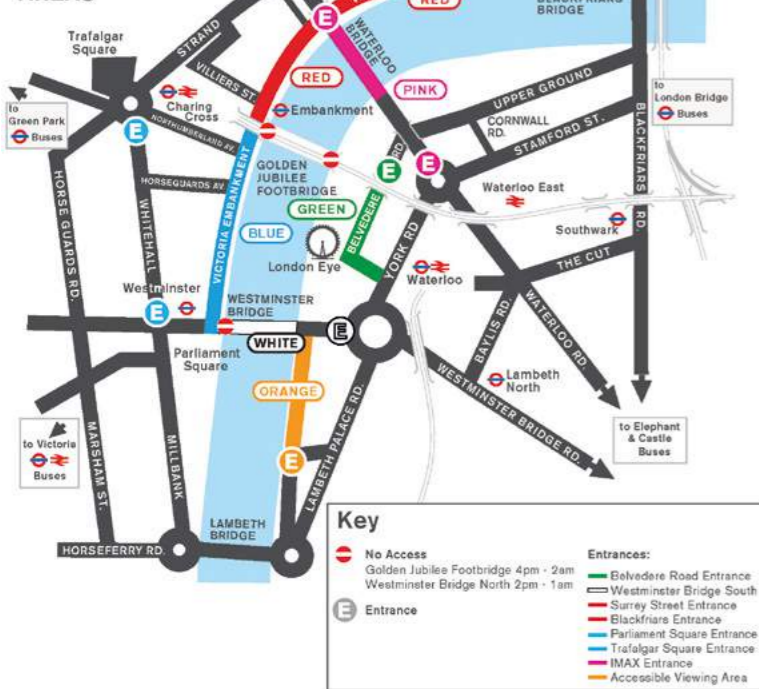 RED
BRIDGE
Trafalgar
Square
STRAND
E
WATERLOO
BRIDGE
VILLIERS ST.
RED
PINK
UPPER GROUND
to
Green Park
Buses
Charing
Cross
Embankment
to
London Bridge
Buses
E
NORTHUMBERLAND AV.
CORNWALL
RD.
STAMFORD ST.
BLACKFRIARS RD.
GOLDEN
JUBILEE
FOOTBRIDGE
E
RD.
E
HORSEGUARDS AV.
HORSE GUARDS RD.
WHITEHALL
VICTORIA EMBANKMENT
GREEN
BELVEDERE
Waterloo East
Southwark
BLUE
London Eye
YORK RD
THE CUT
Waterloo
Westminster
E
WESTMINSTER
BRIDGE
WHITE
E
BAYLIS RD.
WATERLOO RD.
Parliament
Square
Lambeth
North
ORANGE
WESTMINSTER BRIDGE RD.
to Victoria
Buses
MARSHAM ST.
MILLBANK
E
LAMBETH PALACE RD.
to Elephant
& Castle
Buses
LAMBETH
BRIDGE
HORSEFERRY RD.
Key
No Access
Golden Jubilee Footbridge 4pm - 2am
Westminster Bridge North 2pm - 1am
E Entrance
Entrances:
Belvedere Road Entrance
Westminster Bridge South
Surrey Street Entrance
Blackfriars Entrance
Parliament Square Entrance
Trafalgar Square Entrance
IMAX Entrance
Accessible Viewing Area